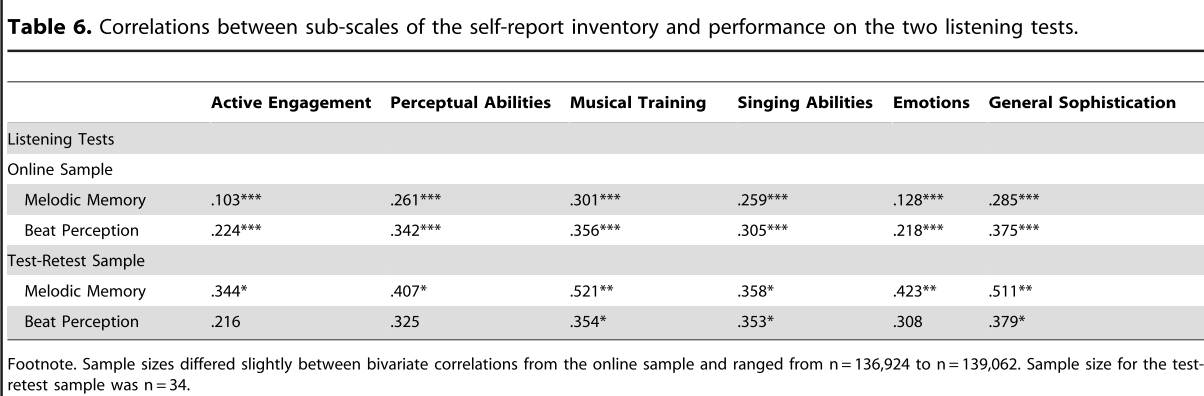 Table 6. Correlations between sub-scales of the self-report inventory and performance on the two listening tests.
Active Engagement Perceptual Abilities Musical Training Singing Abilities Emotions General Sophistication
Listening Tests
Online Sample
Melodic Memory .103*** .261*** .301*** .259*** .128*** .285***
Beat Perception .224*** .342*** .356*** .305*** .218*** .375***
Test-Retest Sample
Melodic Memory .344* .407* .521** .358* .423** .511**
Beat Perception .216 .325 .354* .353* .308 .379*
Footnote. Sample sizes differed slightly between bivariate correlations from the online sample and ranged from n = 136,924 to n = 139,062. Sample size for the test-
retest sample was n = 34.